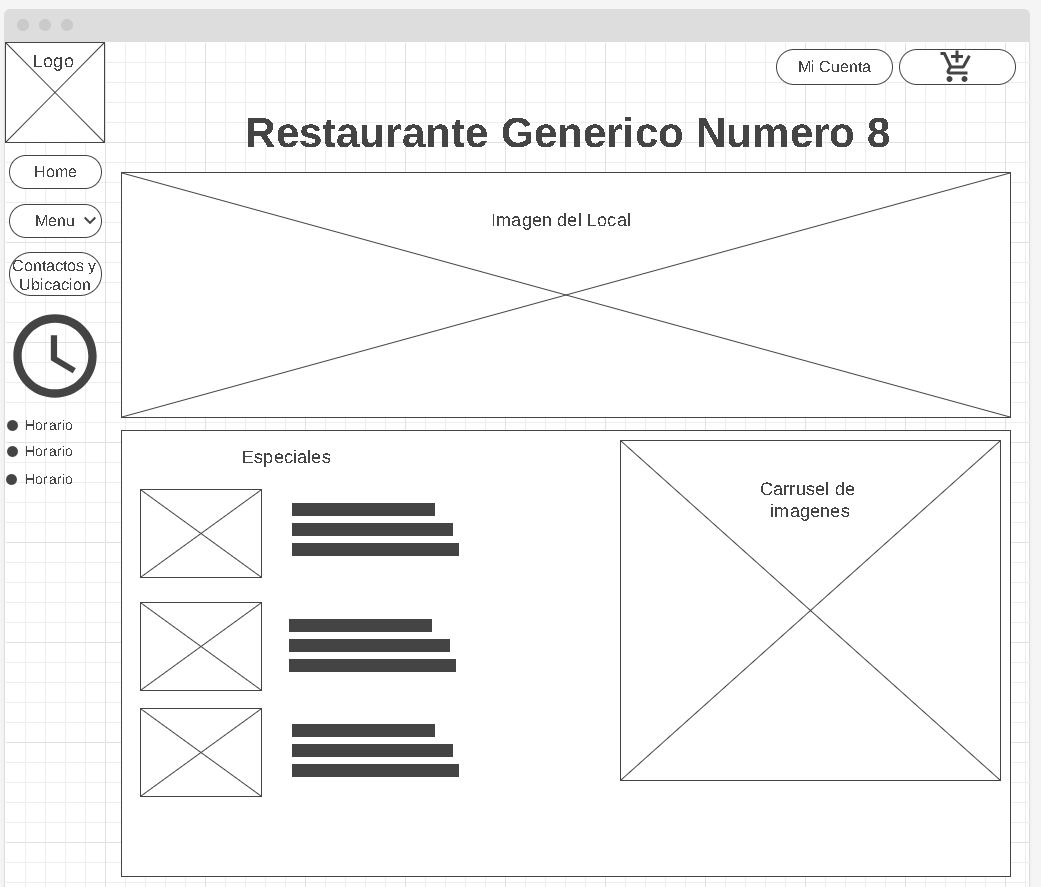 Logo
Mi Cuenta
Restaurante Generico Numero 8
Home
Menu
Contactos y
Ubicacion
Imagen del Local
Horario
Horario
Horario
Especiales
Carrusel de
imagenes